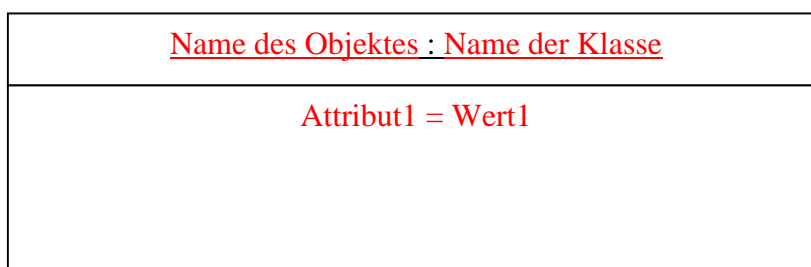 Name des Objektes : Name der Klasse
Attribut1 = Wert1